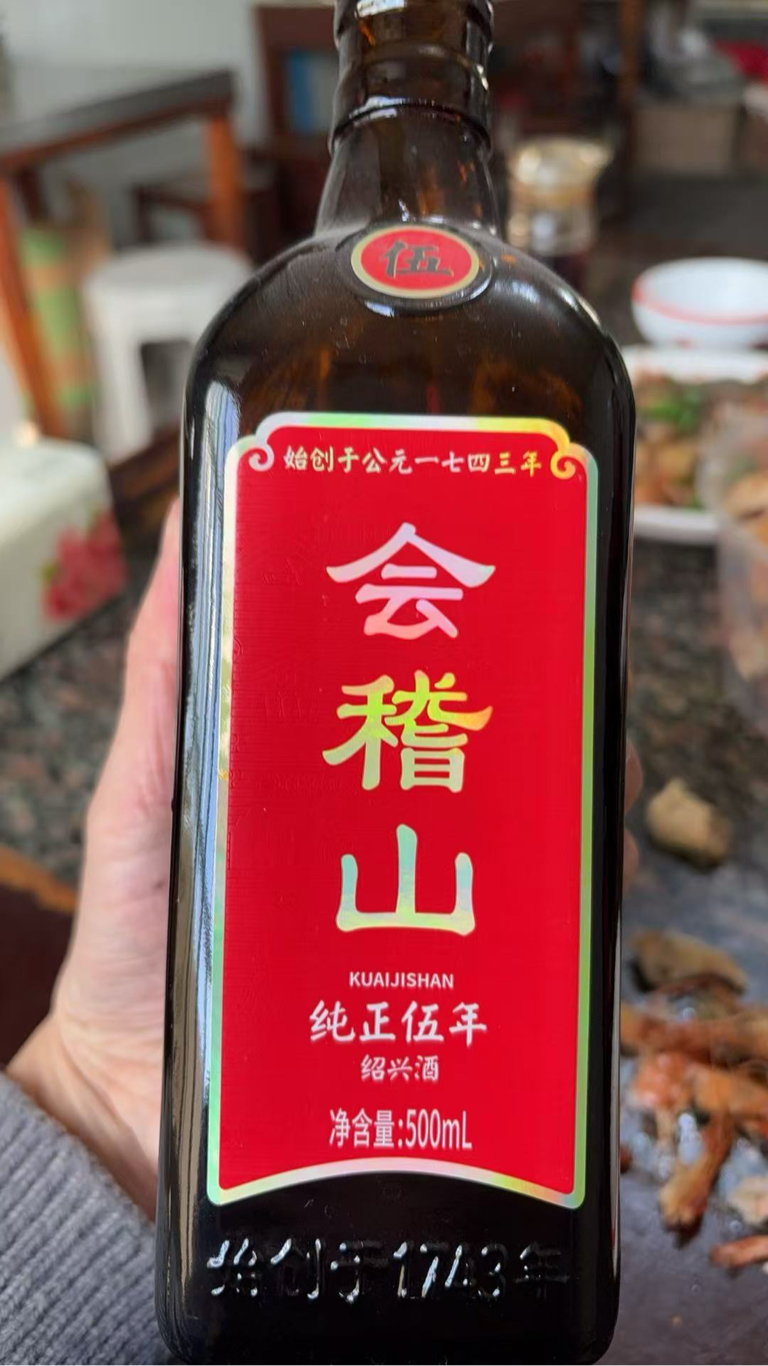 伍
始创于公元一七四三年
会
稽
山
KUAIJISHAN
纯正伍年
绍兴酒
净含量:500mL
始创于1743年